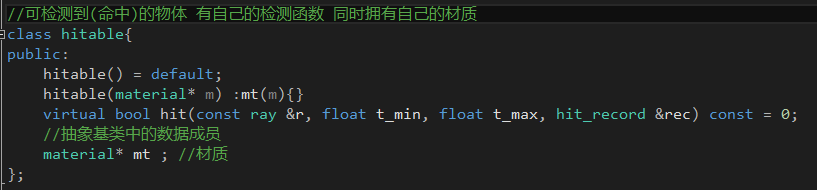 //可检测到(命中)的物体 有自己的检测函数 同时拥有自己的材质
class hitable{
public:
    hitable() = default;
    hitable(material* m) :mt(m){}
    virtual bool hit(const ray &r, float t_min, float t_max, hit_record &rec) const = 0;
    //抽象基类中的数据成员
    material* mt ; //材质
};